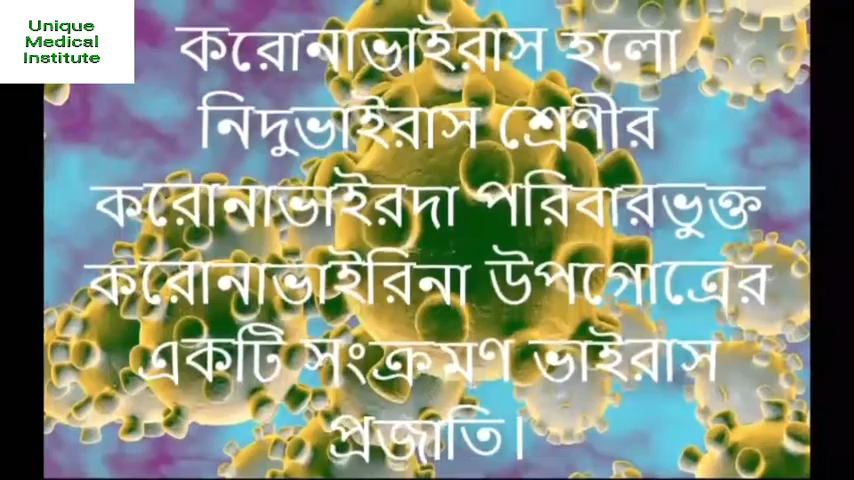 Unique
Medical
Institute
করোনাভাইরাস হলো
নিদুভাইরাস শ্রেণীর
করোনাভাইরদা পরিবারভুক্ত
করোনাভাইরিনা উপগোত্রের
একটি সংক্রমণ ভাইরাস
প্রজাতি।